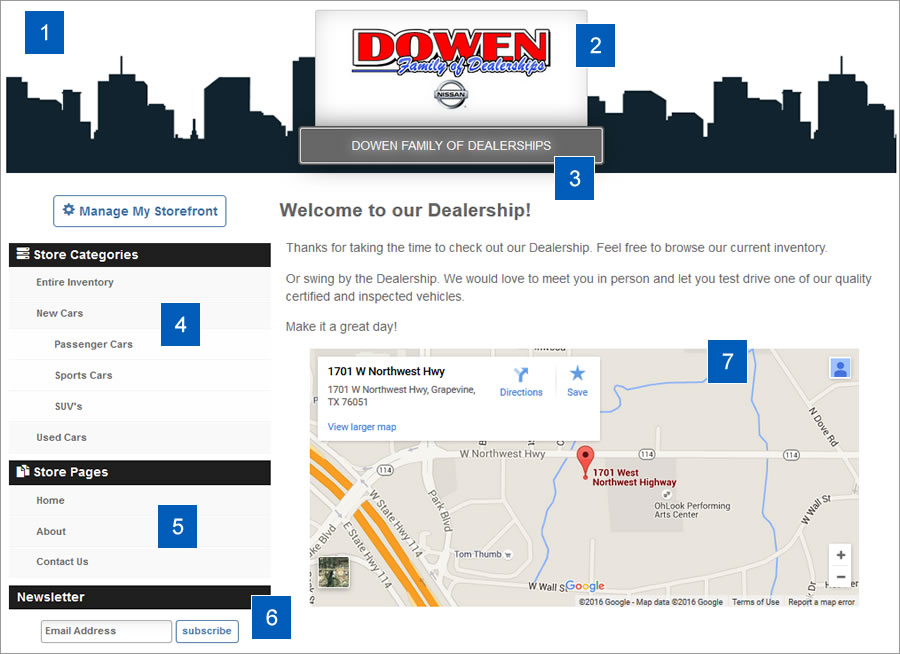 1
DOWEN
Family of Dealerships
NISSAN
2
DOWEN FAMILY OF DEALERSHIPS
3
Manage My Storefront
Store Categories
Entire Inventory
New Cars
4
Passenger Cars
Sports Cars
SUV's
Used Cars
Store Pages
Home
About
5
Contact Us
Newsletter
6
Email Address
subscribe
Welcome to our Dealership!
Thanks for taking the time to check out our Dealership. Feel free to browse our current inventory.
Or swing by the Dealership. We would love to meet you in person and let you test drive one of our quality
certified and inspected vehicles.
Make it a great day!
7
1701 W Northwest Hwy
1701 W Northwest Hwy, Grapevine,
TX 76051
Directions
Save
View larger map
W Northwest Hwy
114
114
114
N Dove Rd
1701 West
Northwest Highway
OhLook Performing
Arts Center
Park Blvd
W State Hwy 114
E State Hwy 114
W Wall St
Tom Thumb
W Wall St
Google
+
−
©2016 Google - Map data ©2016 Google
Terms of Use
Report a map error